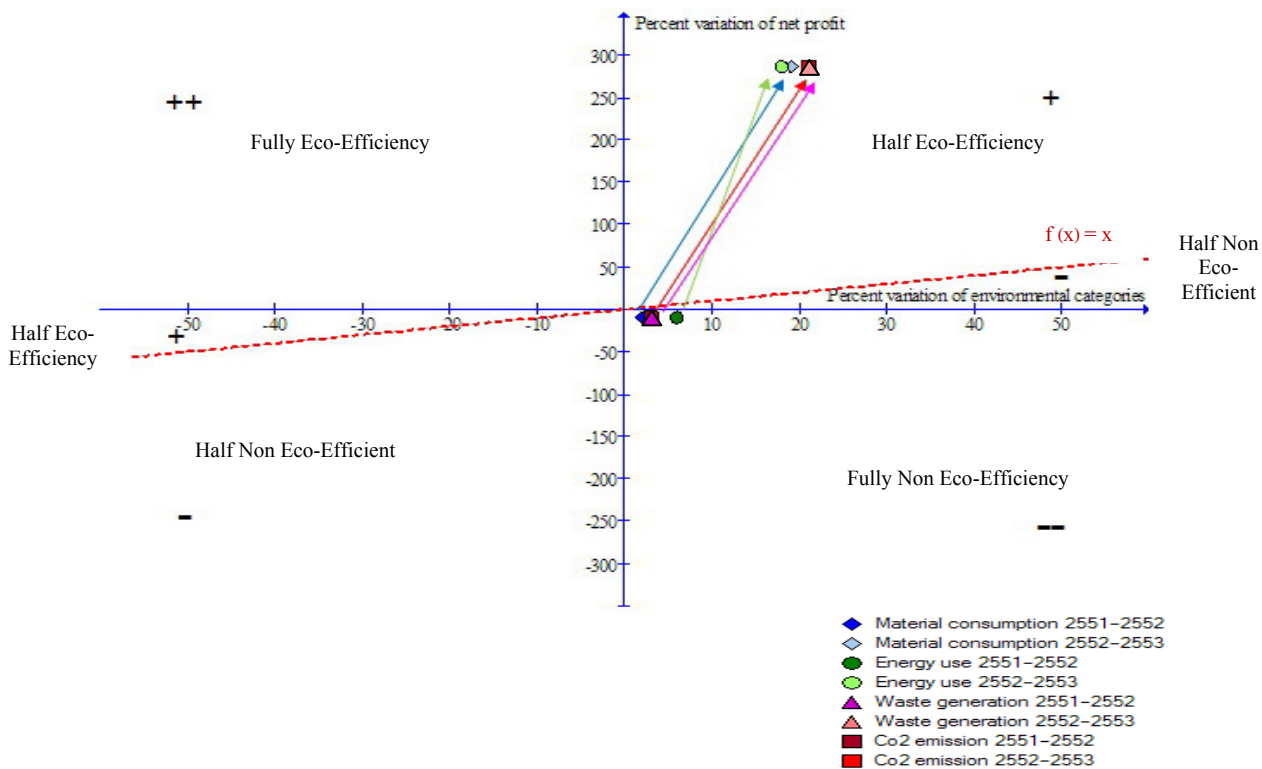 Percent variation of net profit
300
250
200
150
100
50
-50
-100
-150
-200
-250
-300
++
Fully Eco-Efficiency
+
Half Eco-Efficiency
f (x) = x
Half Non
Eco-
Efficient
-
Percent variation of environmental categories
-50 -40 -30 -20 -10 10 20 30 40 50
Half Eco-
Efficiency
+
Half Non Eco-Efficient
-
Fully Non Eco-Efficiency
--
Material consumption 2551-2552
Material consumption 2552-2553
Energy use 2551-2552
Energy use 2552-2553
Waste generation 2551-2552
Waste generation 2552-2553
Co2 emission 2551-2552
Co2 emission 2552-2553